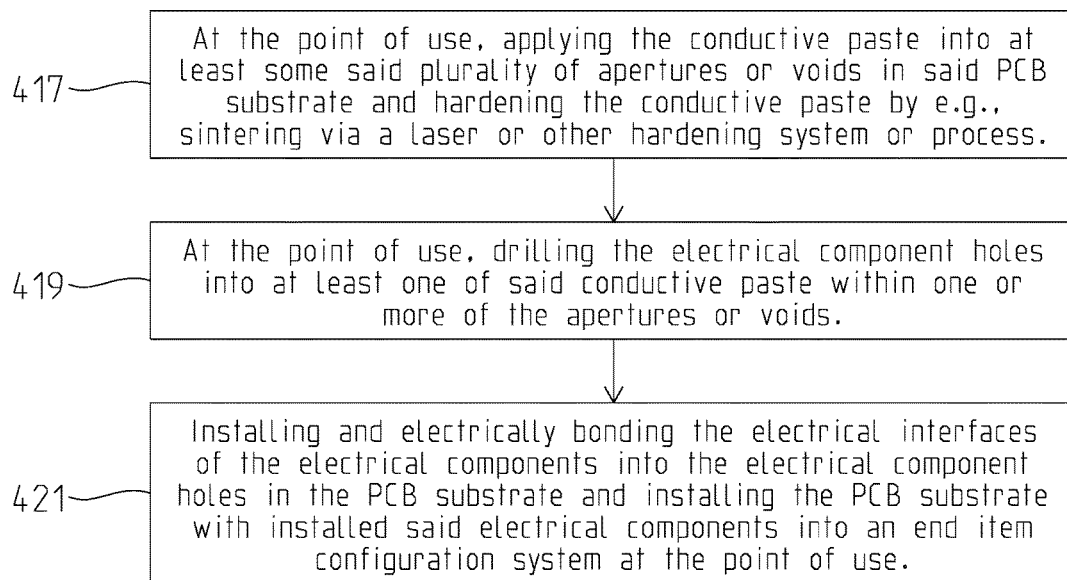 At the point of use, applying the conductive paste into at
least some said plurality of apertures or voids in said PCB
417
substrate and hardening the conductive paste by e.g.,
sintering via a laser or other hardening system or process.
At the point of use, drilling the electrical component holes
419
into at least one of said conductive paste within one or
more of the apertures or voids.
Installing and electrically bonding the electrical interfaces
of the electrical components into the electrical component
421
holes in the PCB substrate and installing the PCB substrate
with installed said electrical components into an end item
configuration system at the point of use.